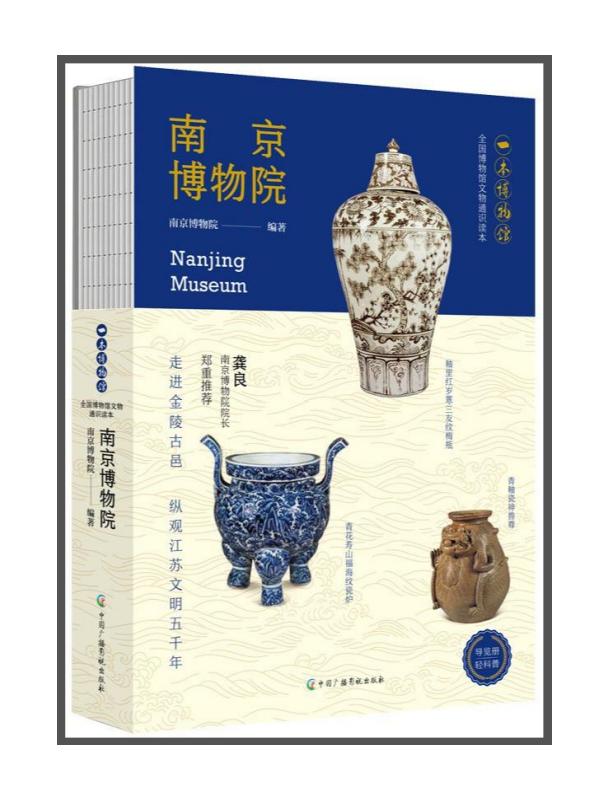 南京
博物院
南京博物院——编著
Nanjing
Museum
一本博物馆
全国博物馆文物通识读本
釉里红岁寒三友纹梅瓶
龚良
南京博物院院长
郑重推荐
走进金陵古邑 纵观江苏文明五千年
青花寿山福海纹瓷炉
青釉瓷神兽尊
导览册
轻科普
中国广播影视出版社
一本博物馆
全国博物馆文物
通识读本
南京博物院
南京博物院——编著
中国广播影视出版社